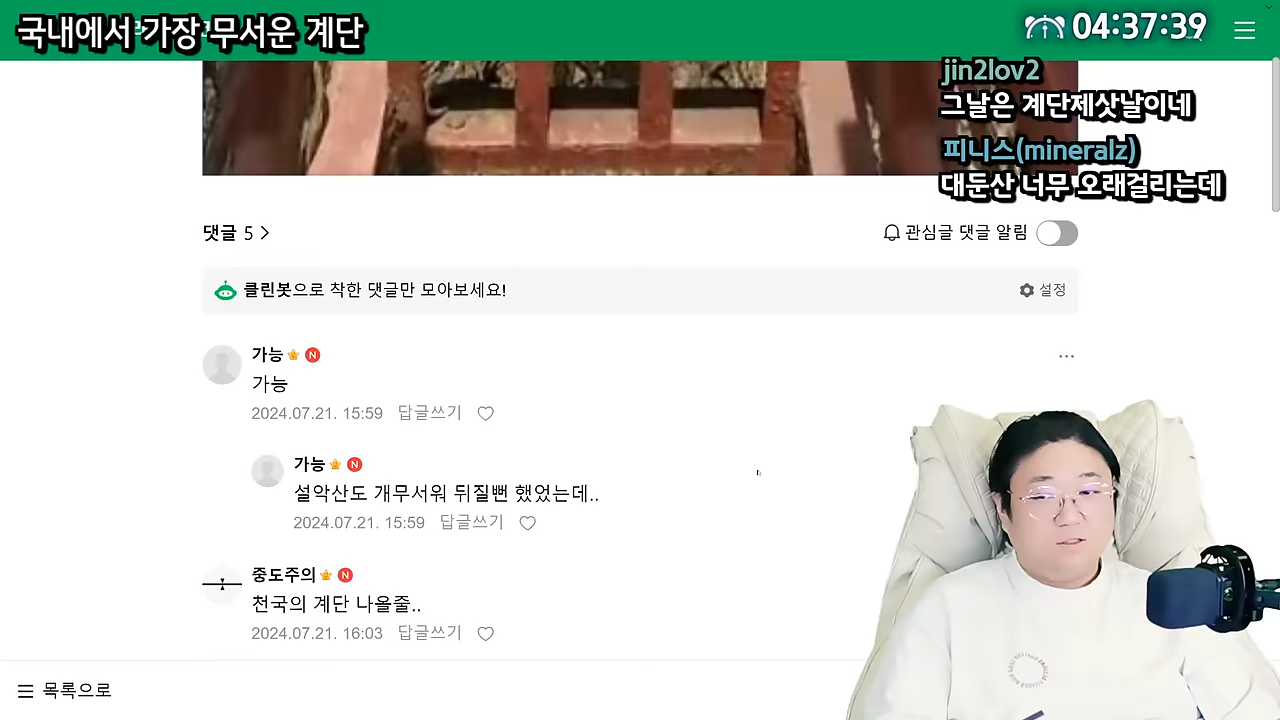 국내에서 가장 무서운 계단
04:37:39
jin2lov2
그날은 계단제삿날이네
피니스(mineralz)
대둔산 너무 오래걸리는데
댓글 5
관심글 댓글 알림
클린봇으로 착한 댓글만 모아보세요!
설정
가능 N
가능
2024.07.21. 15:59 답글쓰기
가능 N
설악산도 개무서워 뒤질뻔 했었는데..
2024.07.21. 15:59 답글쓰기
중도주의 N
천국의 계단 나올줄..
2024.07.21. 16:03 답글쓰기
목록으로